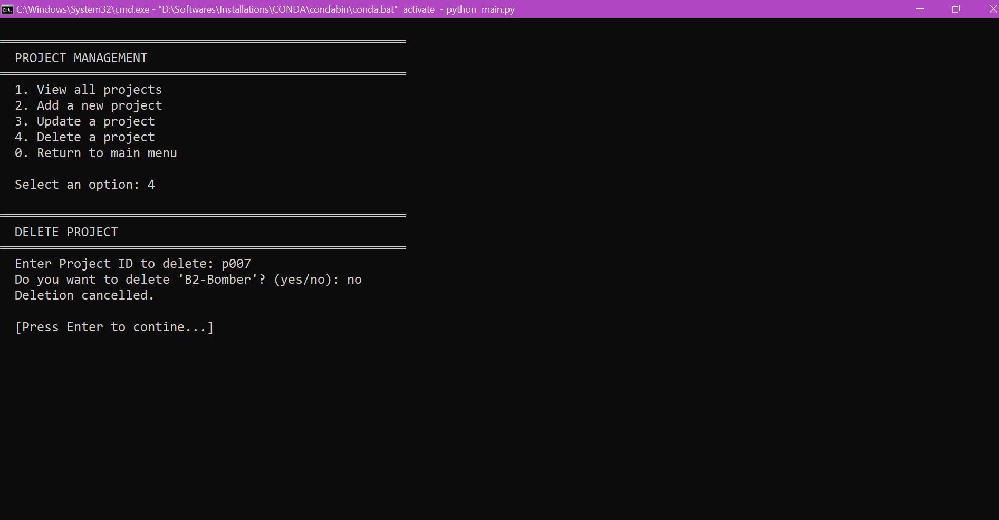 C:\Windows\System32\cmd.exe - "D:\Softwares\Installations\CONDA\condabin\conda.bat"  activate  - python  main.py
PROJECT MANAGEMENT
1. View all projects
2. Add a new project
3. Update a project
4. Delete a project
0. Return to main menu
Select an option: 4
DELETE PROJECT
Enter Project ID to delete: p007
Do you want to delete 'B2-Bomber'? (yes/no): no
Deletion cancelled.
[Press Enter to contine...]